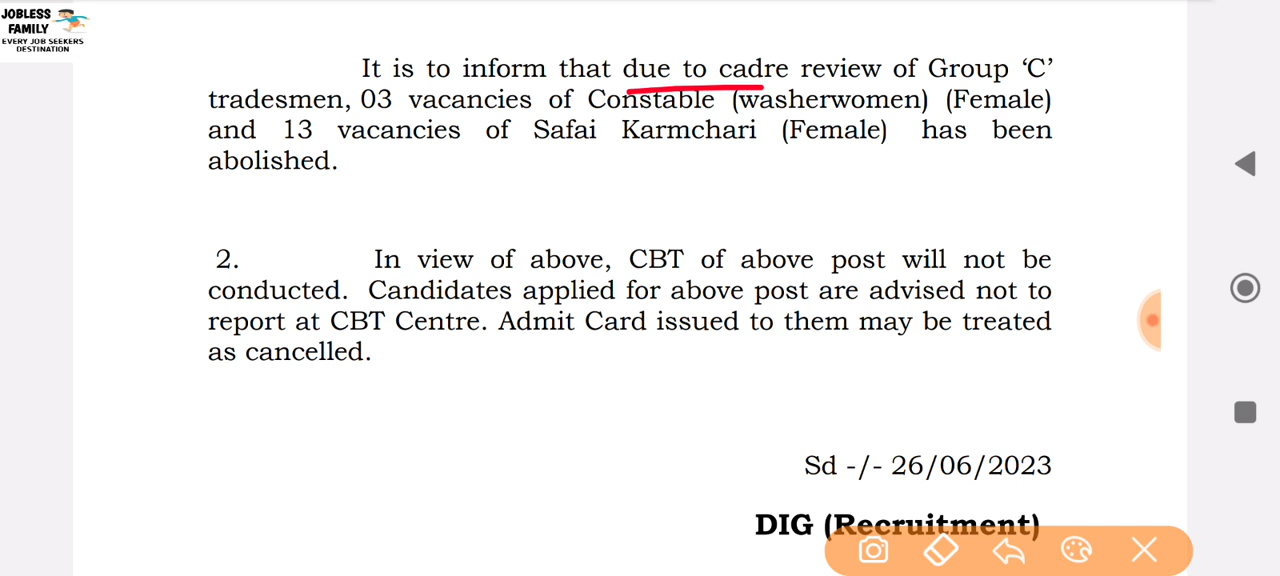 JOBLESS
FAMILY
EVERY JOB SEEKERS
DESTINATION
It is to inform that due to cadre review of Group ‘C’
tradesmen, 03 vacancies of Constable (washerwomen) (Female)
and 13 vacancies of Safai Karmchari (Female) has been
abolished.
2. In view of above, CBT of above post will not be
conducted. Candidates applied for above post are advised not to
report at CBT Centre. Admit Card issued to them may be treated
as cancelled.
Sd -/- 26/06/2023
DIG (Recruitment)